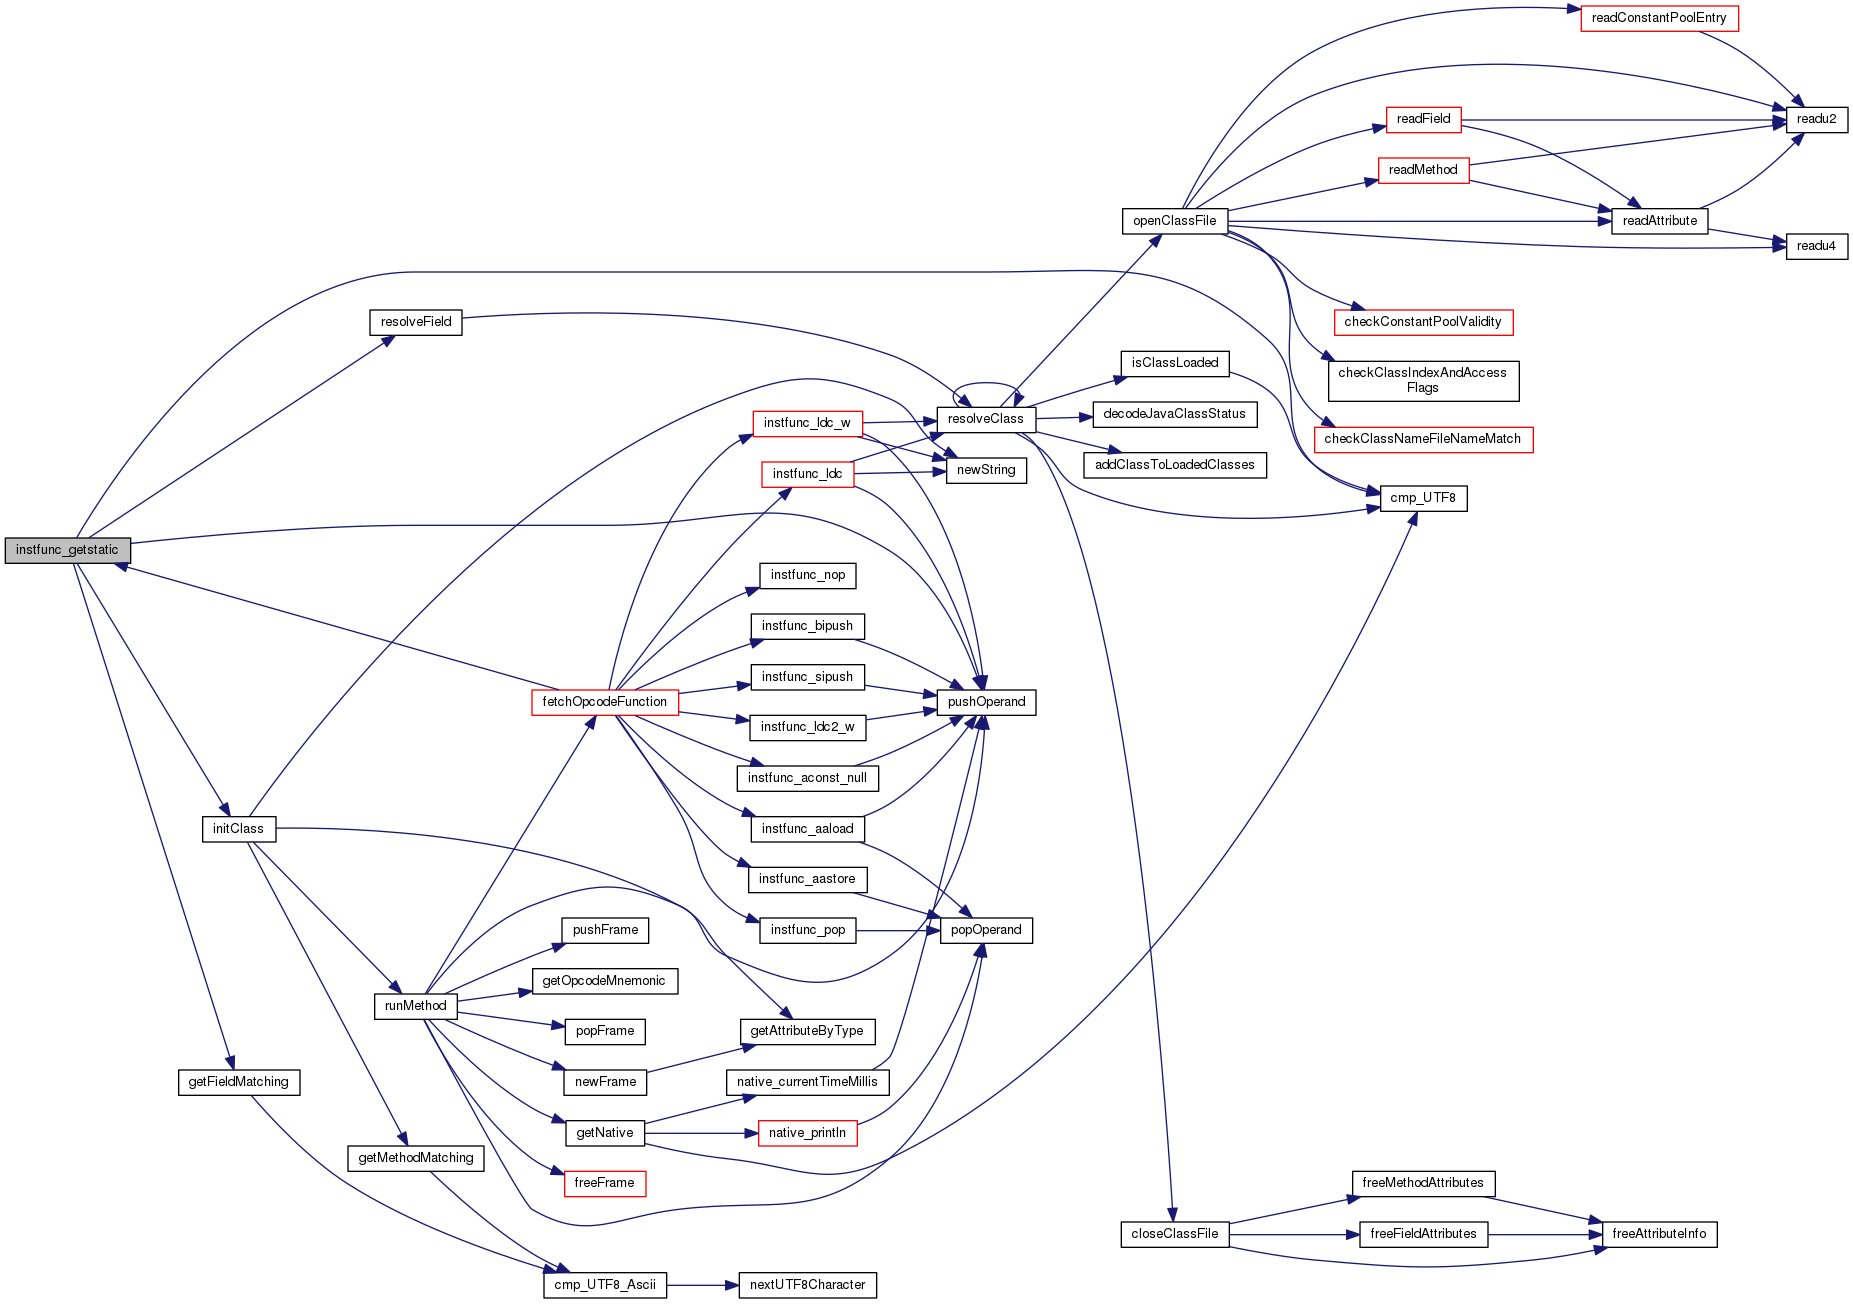 readConstantPoolEntry
readu2
readField
readMethod
openClassFile
readAttribute
readu4
resolveField
checkConstantPoolValidity
isClassLoaded
checkClassIndexAndAccess
Flags
decodeJavaClassStatus
instfunc_ldc_w
resolveClass
checkClassNameFileNameMatch
addClassToLoadedClasses
instfunc_ldc
newString
cmp_UTF8
instfunc_getstatic
instfunc_nop
instfunc_bipush
instfunc_sipush
fetchOpcodeFunction
pushOperand
instfunc_ldc2_w
instfunc_aconst_null
initClass
instfunc_aaload
instfunc_aastore
pushFrame
instfunc_pop
popOperand
getOpcodeMnemonic
runMethod
popFrame
getAttributeByType
getFieldMatching
newFrame
native_currentTimeMillis
getNative
native_println
getMethodMatching
freeFrame
freeMethodAttributes
closeClassFile
freeFieldAttributes
freeAttributeInfo
cmp_UTF8_Ascii
nextUTF8Character